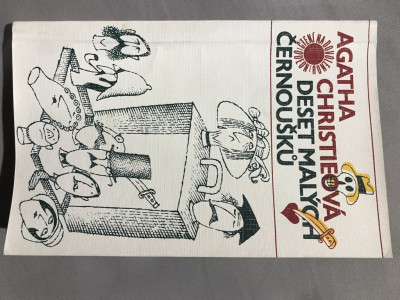 AGATHA
CHRISTIEOVÁ
DESET MALÝCH
ČERNOUŠKŮ